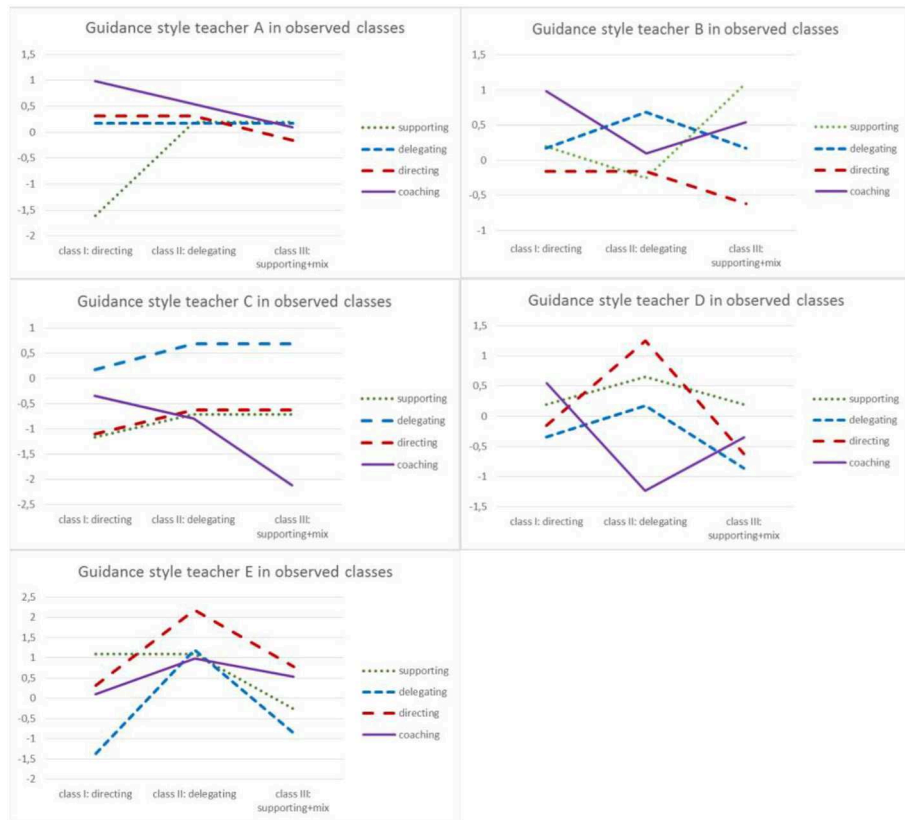 Guidance style teacher A in observed classes
1,5
1
0,5
0
-0,5
-1
-1,5
-2
class I: directing
class II: delegating
class III:
supporting+mix
supporting
delegating
directing
coaching
Guidance style teacher B in observed classes
1,5
1
0,5
0
-0,5
-1
class I: directing
class II: delegating
class III:
supporting+mix
supporting
delegating
directing
coaching
Guidance style teacher C in observed classes
1
0,5
0
-0,5
-1
-1,5
-2
-2,5
class I: directing
class II: delegating
class III:
supporting+mix
supporting
delegating
directing
coaching
Guidance style teacher D in observed classes
1,5
1
0,5
0
-0,5
-1
-1,5
class I: directing
class II: delegating
class III:
supporting+mix
supporting
delegating
directing
coaching
Guidance style teacher E in observed classes
2,5
2
1,5
1
0,5
0
-0,5
-1
-1,5
-2
class I: directing
class II: delegating
class III:
supporting+mix
supporting
delegating
directing
coaching